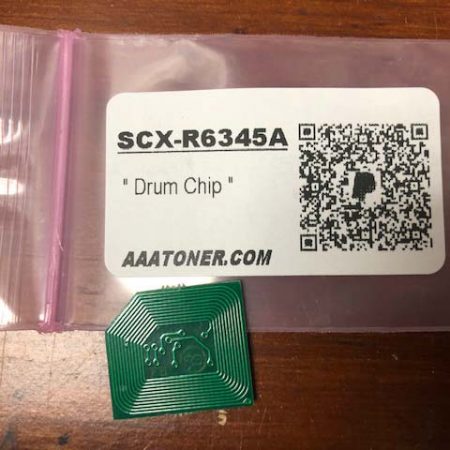 SCX-R6345A
" Drum Chip "
AAATONER.COM